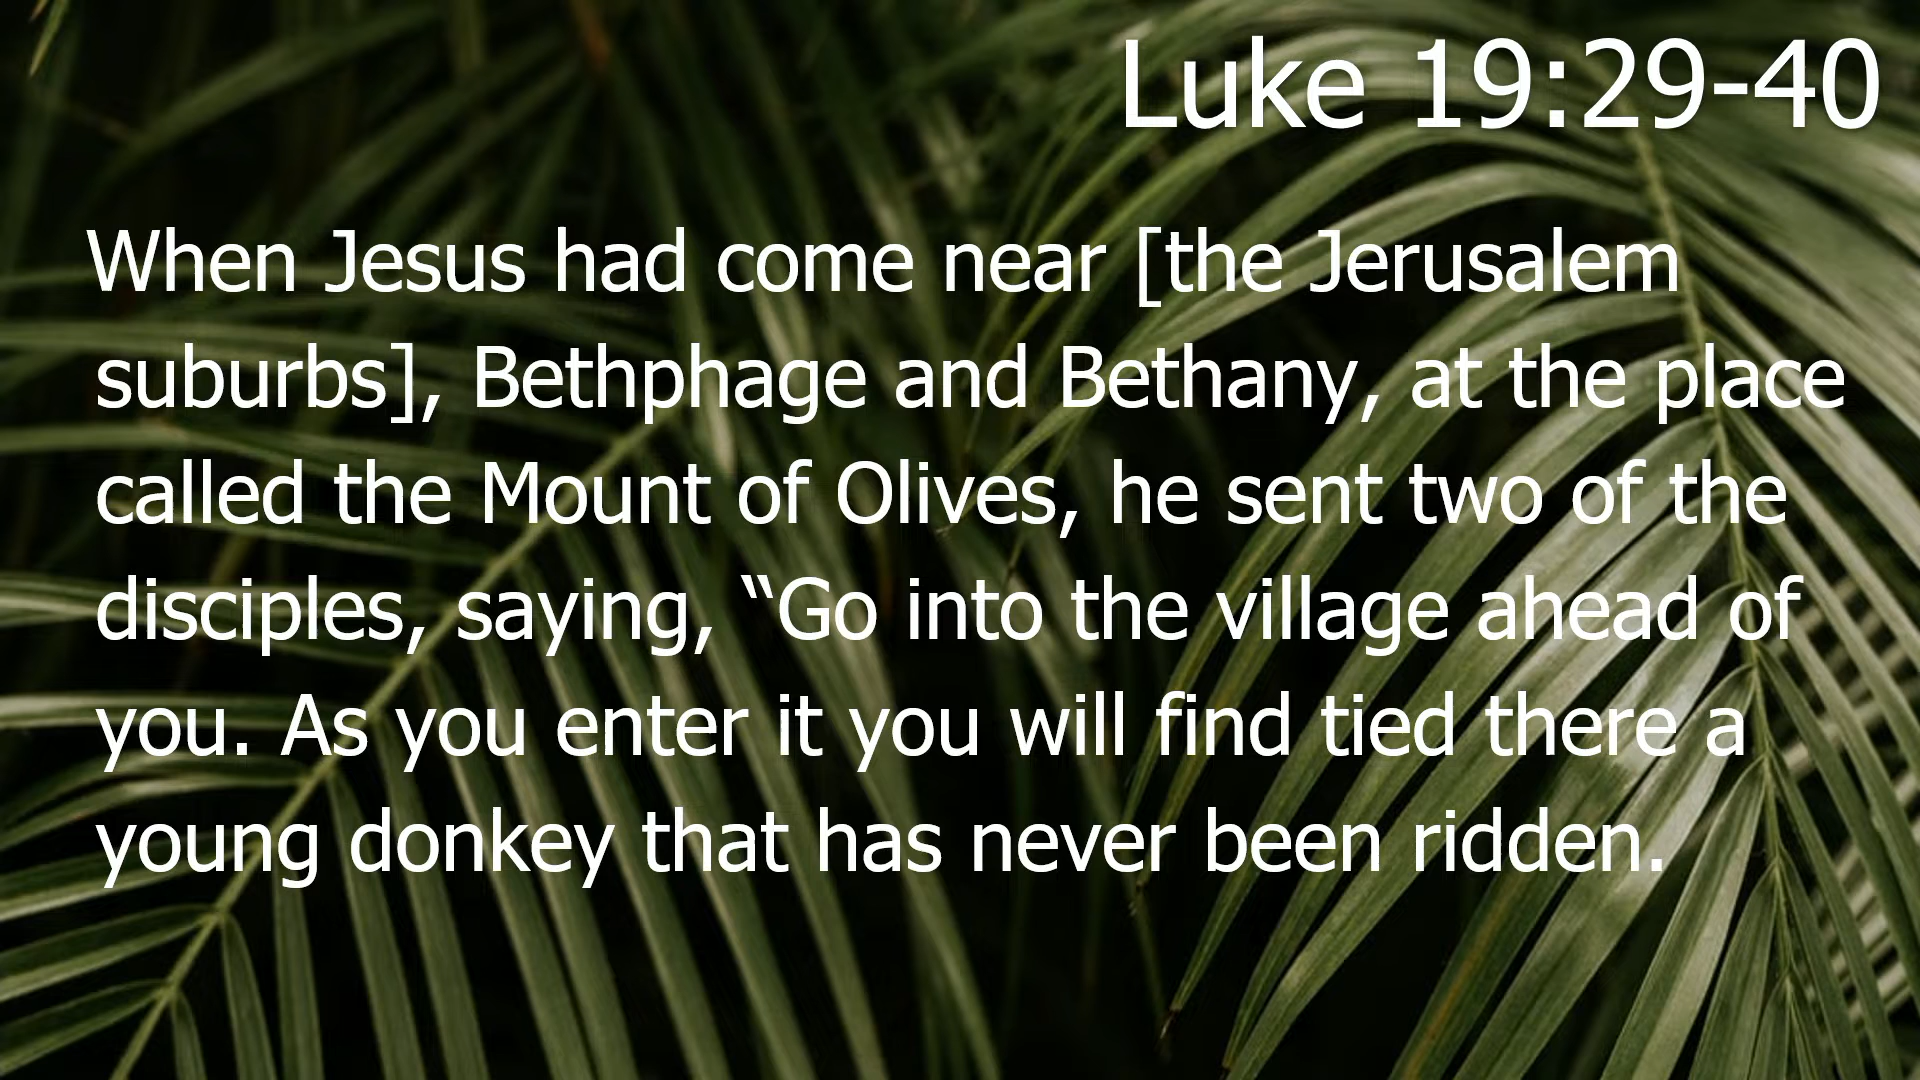 Luke 19:29-40
When Jesus had come near [the Jerusalem
suburbs], Bethphage and Bethany, at the place
called the Mount of Olives, he sent two of the
disciples, saying, “Go into the village ahead of
you. As you enter it you will find tied there a
young donkey that has never been ridden.